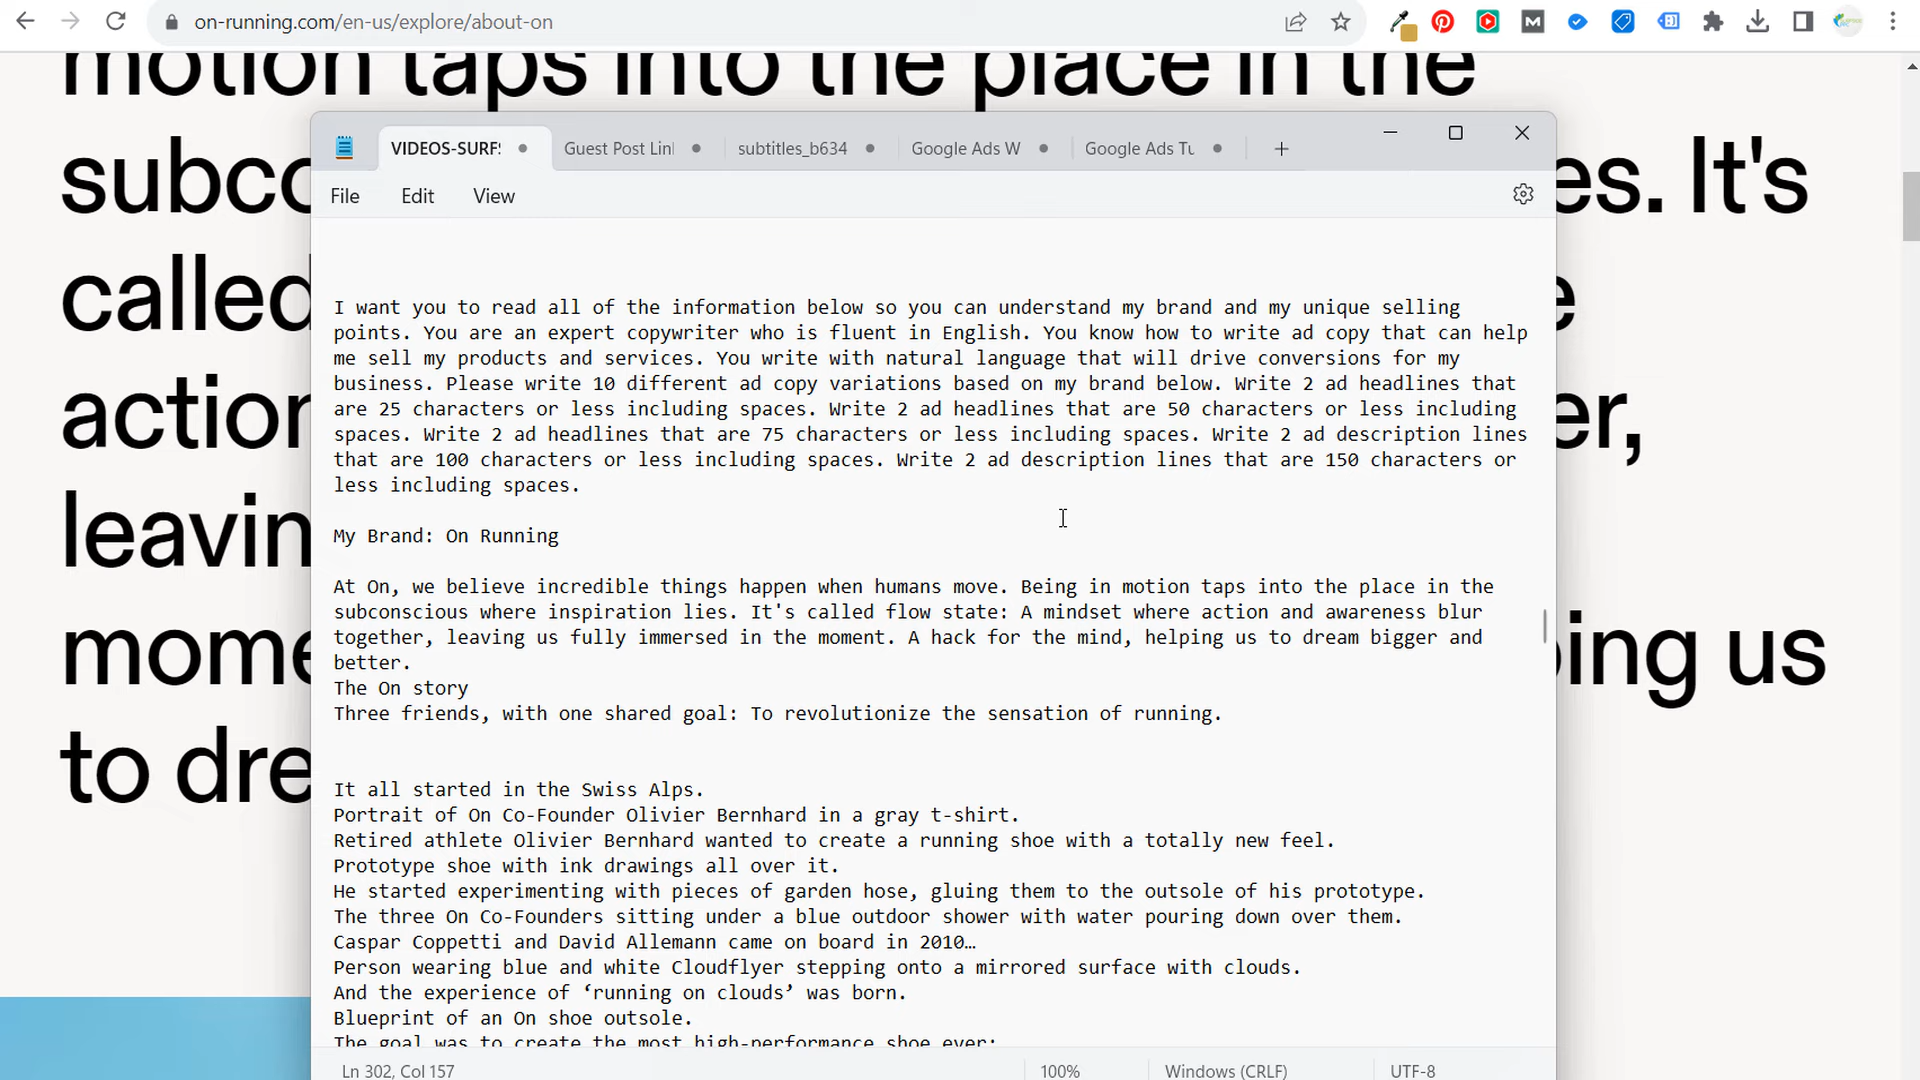 on-running.com/en-us/explore/about-on
motion taps into the place in the
subco
es. It's
called
e
action
er,
leavin
mome
ping us
to dre
VIDEOS-SURF
Guest Post Lin
subtitles_b634
Google Ads W
Google Ads Tu
File
Edit
View
I want you to read all of the information below so you can understand my brand and my unique selling
points. You are an expert copywriter who is fluent in English. You know how to write ad copy that can help
me sell my products and services. You write with natural language that will drive conversions for my
business. Please write 10 different ad copy variations based on my brand below. Write 2 ad headlines that
are 25 characters or less including spaces. Write 2 ad headlines that are 50 characters or less including
spaces. Write 2 ad headlines that are 75 characters or less including spaces. Write 2 ad description lines
that are 100 characters or less including spaces. Write 2 ad description lines that are 150 characters or
less including spaces.
My Brand: On Running
At On, we believe incredible things happen when humans move. Being in motion taps into the place in the
subconscious where inspiration lies. It's called flow state: A mindset where action and awareness blur
together, leaving us fully immersed in the moment. A hack for the mind, helping us to dream bigger and
better.
The On story
Three friends, with one shared goal: To revolutionize the sensation of running.
It all started in the Swiss Alps.
Portrait of On Co-Founder Olivier Bernhard in a gray t-shirt.
Retired athlete Olivier Bernhard wanted to create a running shoe with a totally new feel.
Prototype shoe with ink drawings all over it.
He started experimenting with pieces of garden hose, gluing them to the outsole of his prototype.
The three On Co-Founders sitting under a blue outdoor shower with water pouring down over them.
Caspar Coppetti and David Allemann came on board in 2010…
Person wearing blue and white Cloudflyer stepping onto a mirrored surface with clouds.
And the experience of ‘running on clouds’ was born.
Blueprint of an On shoe outsole.
The goal was to create the most high-performance shoe ever:
Ln 302, Col 157
100%
Windows (CRLF)
UTF-8